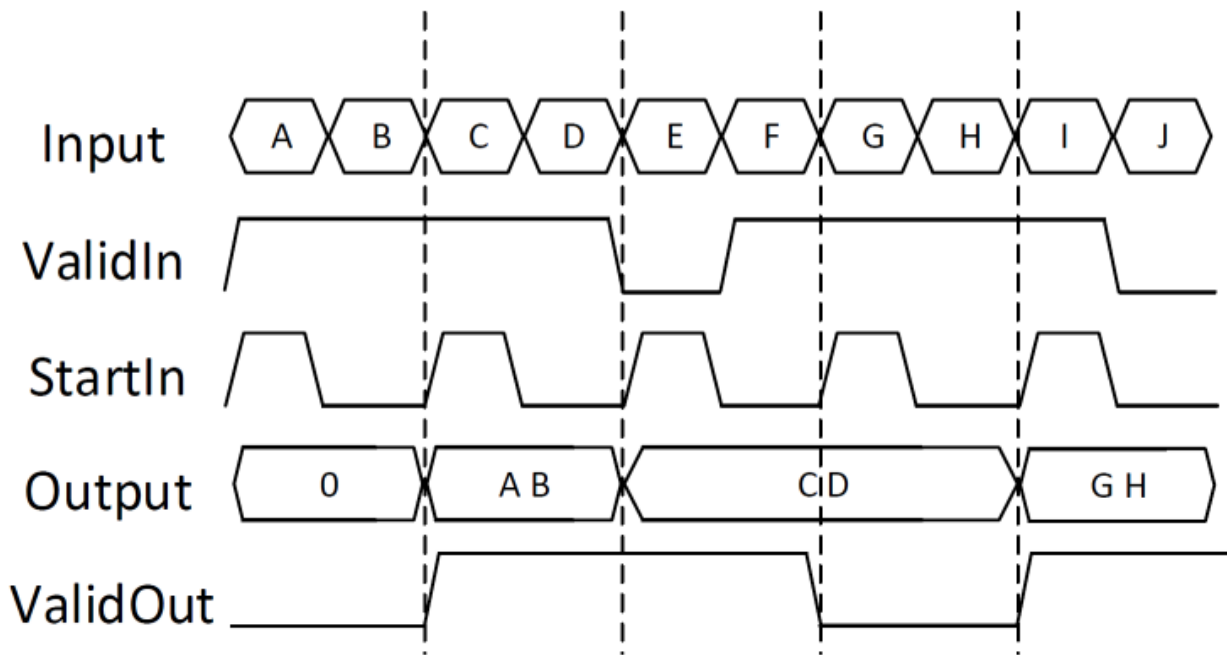 Input A B C D E F G H I J
ValidIn
StartIn
Output 0 A B C D G H
ValidOut